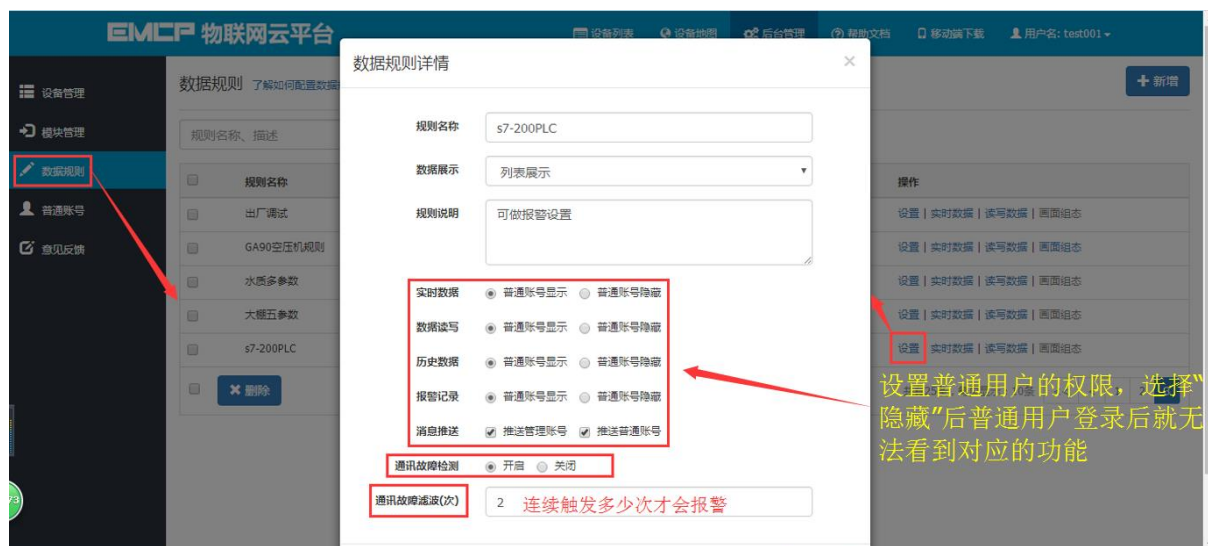 EMCP 物联网云平台
设备列表 设备地图 后台管理 帮助文档 移动端下载 用户名: test001
设备管理
模块管理
数据规则
普通账号
意见反馈
数据规则 了解如何配置数据
新增
规则名称、描述
规则名称
出厂调试
GA90空压机规则
水质多参数
大棚五参数
s7-200PLC
删除
数据规则详情 ×
规则名称 s7-200PLC
数据展示 列表展示
规则说明 可做报警设置
实时数据 普通账号显示 普通账号隐藏
数据读写 普通账号显示 普通账号隐藏
历史数据 普通账号显示 普通账号隐藏
报警记录 普通账号显示 普通账号隐藏
消息推送 推送管理账号 推送普通账号
通讯故障检测 开启 关闭
通讯故障滤波(次) 2 连续触发多少次才会报警
操作
设置 | 实时数据 | 读写数据 | 画面组态
设置 | 实时数据 | 读写数据 | 画面组态
设置 | 实时数据 | 读写数据 | 画面组态
设置 | 实时数据 | 读写数据 | 画面组态
设置 | 实时数据 | 读写数据 | 画面组态
设置普通用户的权限，选择“
隐藏”后普通用户登录后就无
法看到对应的功能
73